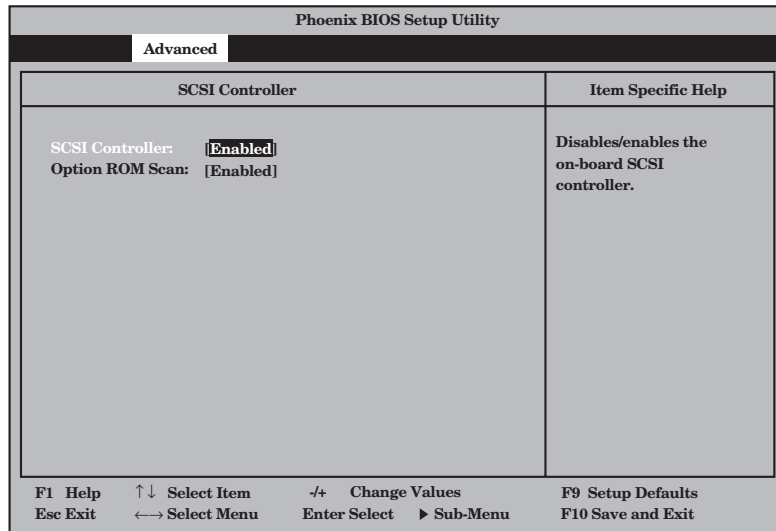 Phoenix BIOS Setup Utility
Advanced
SCSI Controller
Item Specific Help
SCSI Controller: [Enabled]
Option ROM Scan: [Enabled]
Disables/enables the
on-board SCSI
controller.
F1 Help ↑↓ Select Item -/+ Change Values F9 Setup Defaults
Esc Exit ←→ Select Menu Enter Select ▶ Sub-Menu F10 Save and Exit